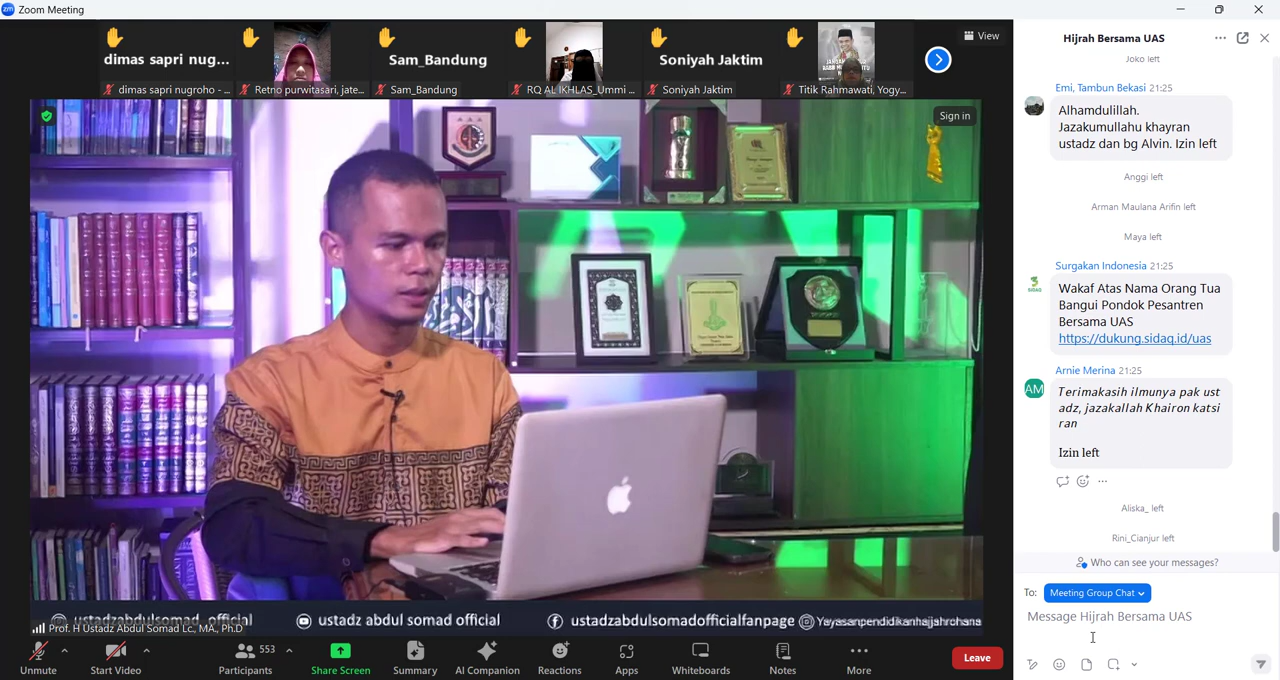 Zoom Meeting
dimas sapri nug...
Sam_Bandung
Soniyah Jaktim
View
dimas sapri nugroho - ...
Retno purwitasari, jate...
Sam_Bandung
RQ AL IKHLAS_Ummi ...
Soniyah Jaktim
Titik Rahmawati, Yogy...
Sign in
ustadzabdulsomad_official
ustadz abdul somad official
ustadzabdulsomadofficialfanpage
Yayasanpendidikanhajjahrohana
Prof. H Ustadz Abdul Somad Lc., MA., Ph.D
Unmute
Start Video
553
Participants
Share Screen
Summary
AI Companion
Reactions
Apps
Whiteboards
Notes
More
Leave
Hijrah Bersama UAS
Joko left
Emi, Tambun Bekasi 21:25
Alhamdulillah.
Jazakumullahu khayran
ustadz dan bg Alvin. Izin left
Anggi left
Arman Maulana Arifin left
Maya left
Surgakan Indonesia 21:25
Wakaf Atas Nama Orang Tua
Bangui Pondok Pesantren
Bersama UAS
https://dukung.sidaq.id/uas
Arnie Merina 21:25
AM
Terimakasih ilmunya pak ust
adz, jazakallah Khairon katsi
ran
Izin left
Aliska_ left
Rini_Cianjur left
Who can see your messages?
To: Meeting Group Chat
Message Hijrah Bersama UAS